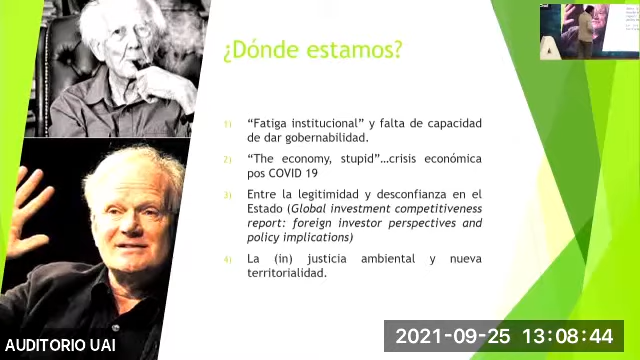 ¿Dónde estamos?
1) “Fatiga institucional” y falta de capacidad
de dar gobernabilidad.
2) “The economy, stupid”…crisis económica
pos COVID 19
3) Entre la legitimidad y desconfianza en el
Estado (Global investment competitiveness
report: foreign investor perspectives and
policy implications)
4) La (in) justicia ambiental y nueva
territorialidad.
AUDITORIO UAI
2021-09-25 13:08:44